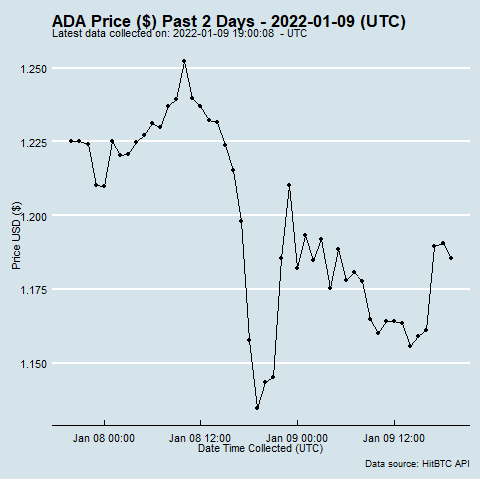 ADA Price ($) Past 2 Days - 2022-01-09 (UTC)
Latest data collected on: 2022-01-09 19:00:08 - UTC
1.250
1.225
1.200
1.175
1.150
Price USD ($)
Jan 08 00:00 Jan 08 12:00 Jan 09 00:00 Jan 09 12:00
Date Time Collected (UTC)
Data source: HitBTC API